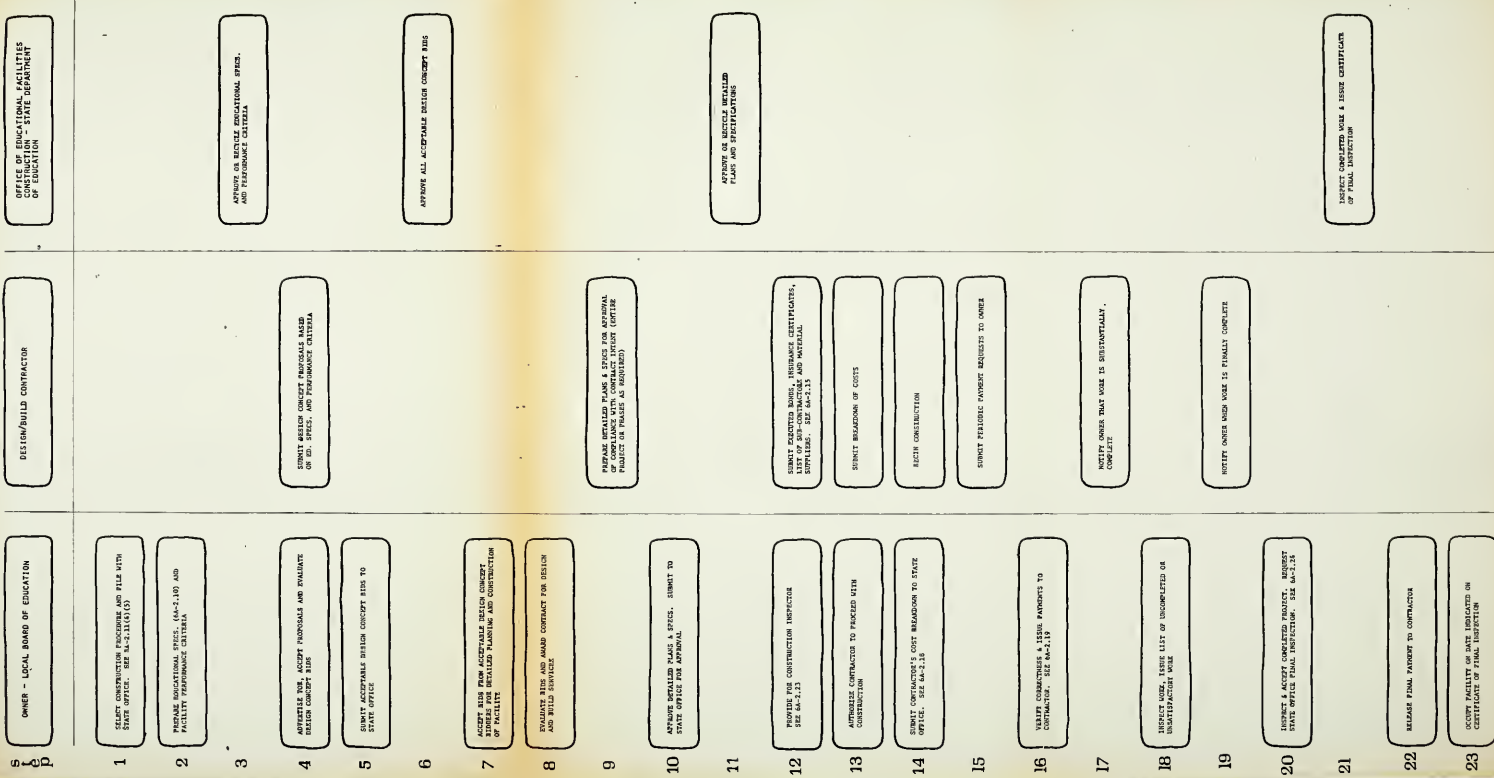 step
OWNER - LOCAL BOARD OF EDUCATION
DESIGN/BUILD CONTRACTOR
OFFICE OF EDUCATIONAL FACILITIES
CONSTRUCTION - STATE DEPARTMENT
OF EDUCATION
1
SELECT CONSTRUCTION PROCEDURE AND FILE WITH
STATE OFFICE. SEE
2
PREPARE EDUCATIONAL SPECS. (6A-2.10) AND
FACILITY PERFORMANCE CRITERIA
3
APPROVE OR RECYCLE EDUCATIONAL SPECS.
AND PERFORMANCE CRITERIA
4
ADVERTISE FOR, ACCEPT PROPOSALS AND EVALUATE
DESIGN CONCEPT BIDS
SUBMIT DESIGN CONCEPT PROPOSALS BASED
ON ED. SPECS. AND PERFORMANCE CRITERIA
5
SUBMIT ACCEPTABLE DESIGN CONCEPT BIDS TO
STATE OFFICE
6
APPROVE ALL ACCEPTABLE DESIGN CONCEPT BIDS
7
ACCEPT BIDS FROM ACCEPTABLE DESIGN CONCEPT
BIDDERS FOR DETAILED PLANNING AND CONSTRUCTION
OF FACILITY
8
EVALUATE BIDS AND AWARD CONTRACT FOR DESIGN
AND BUILD SERVICES
9
PREPARE DETAILED PLANS & SPECS FOR APPROVAL
OF COMPLIANCE WITH CONTRACT INTENT (ENTIRE
PROJECT OR PHASES AS REQUIRED)
10
APPROVE DETAILED PLANS & SPECS. SUBMIT TO
STATE OFFICE FOR APPROVAL
11
APPROVE OR RECYCLE DETAILED
PLANS AND SPECIFICATIONS
12
PROVIDE FOR CONSTRUCTION INSPECTOR
SEE 6A-2.23
SUBMIT EXECUTED BONDS, INSURANCE CERTIFICATES,
LIST OF SUB-CONTRACTORS AND MATERIAL
SUPPLIERS. SEE 6A-2.15
13
AUTHORIZE CONTRACTOR TO PROCEED WITH
CONSTRUCTION
SUBMIT BREAKDOWN OF COSTS
14
SUBMIT CONTRACTOR'S COST BREAKDOWN TO STATE
OFFICE. SEE 6A-2.18
BEGIN CONSTRUCTION
15
SUBMIT PERIODIC PAYMENT REQUESTS TO OWNER
16
VERIFY CORRECTNESS & ISSUE PAYMENTS TO
CONTRACTOR. SEE 6A-2.19
17
NOTIFY OWNER THAT WORK IS SUBSTANTIALLY.
COMPLETE
18
INSPECT WORK, ISSUE LIST OF UNCOMPLETED OR
UNSATISFACTORY WORK
19
NOTIFY OWNER WHEN WORK IS FINALLY COMPLETE
20
INSPECT & ACCEPT COMPLETED PROJECT. REQUEST
STATE OFFICE FINAL INSPECTION. SEE 6A-2.24
21
INSPECT COMPLETED WORK & ISSUE CERTIFICATE
OF FINAL INSPECTION
22
RELEASE FINAL PAYMENT TO CONTRACTOR
23
OCCUPY FACILITY ON DATE INDICATED ON
CERTIFICATE OF FINAL INSPECTION